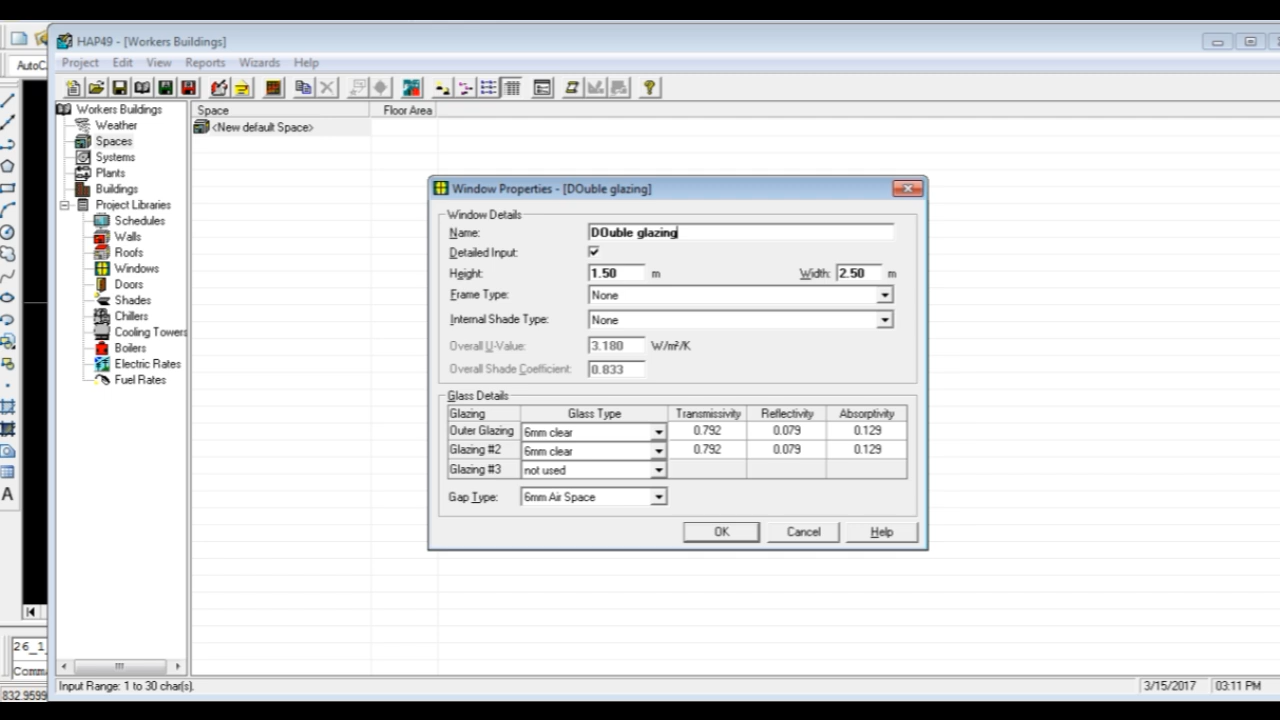 HAP49 - [Workers Buildings]
Project Edit View Reports Wizards Help
AutoC
Workers Buildings
Weather
Spaces
Systems
Plants
Buildings
Project Libraries
Schedules
Walls
Roofs
Windows
Doors
Shades
Chillers
Cooling Towers
Boilers
Electric Rates
Fuel Rates
Space Floor Area
<New default Space>
Window Properties - [DOuble glazing]
Window Details
Name: DOuble glazing
Detailed Input:
Height: 1.50 m Width: 2.50 m
Frame Type: None
Internal Shade Type: None
Overall U-Value: 3.180 W/m²/K
Overall Shade Coefficient: 0.833
Glass Details
Glazing Glass Type Transmissivity Reflectivity Absorptivity
Outer Glazing 6mm clear 0.792 0.079 0.129
Glazing #2 6mm clear 0.792 0.079 0.129
Glazing #3 not used
Gap Type: 6mm Air Space
OK Cancel Help
A
26_1
Comm
832.9599
Input Range: 1 to 30 char(s). 3/15/2017 03:11 PM